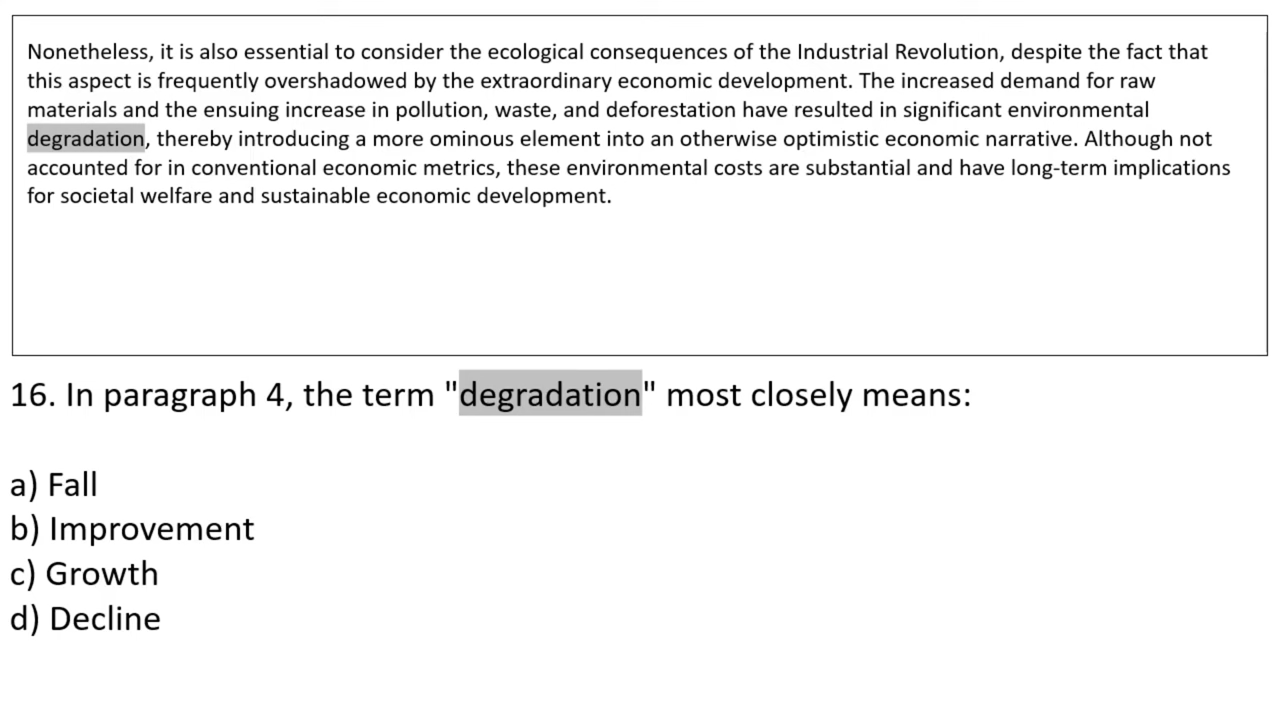 Nonetheless, it is also essential to consider the ecological consequences of the Industrial Revolution, despite the fact that
this aspect is frequently overshadowed by the extraordinary economic development. The increased demand for raw
materials and the ensuing increase in pollution, waste, and deforestation have resulted in significant environmental
degradation, thereby introducing a more ominous element into an otherwise optimistic economic narrative. Although not
accounted for in conventional economic metrics, these environmental costs are substantial and have long-term implications
for societal welfare and sustainable economic development.
16. In paragraph 4, the term "degradation" most closely means:
a) Fall
b) Improvement
c) Growth
d) Decline